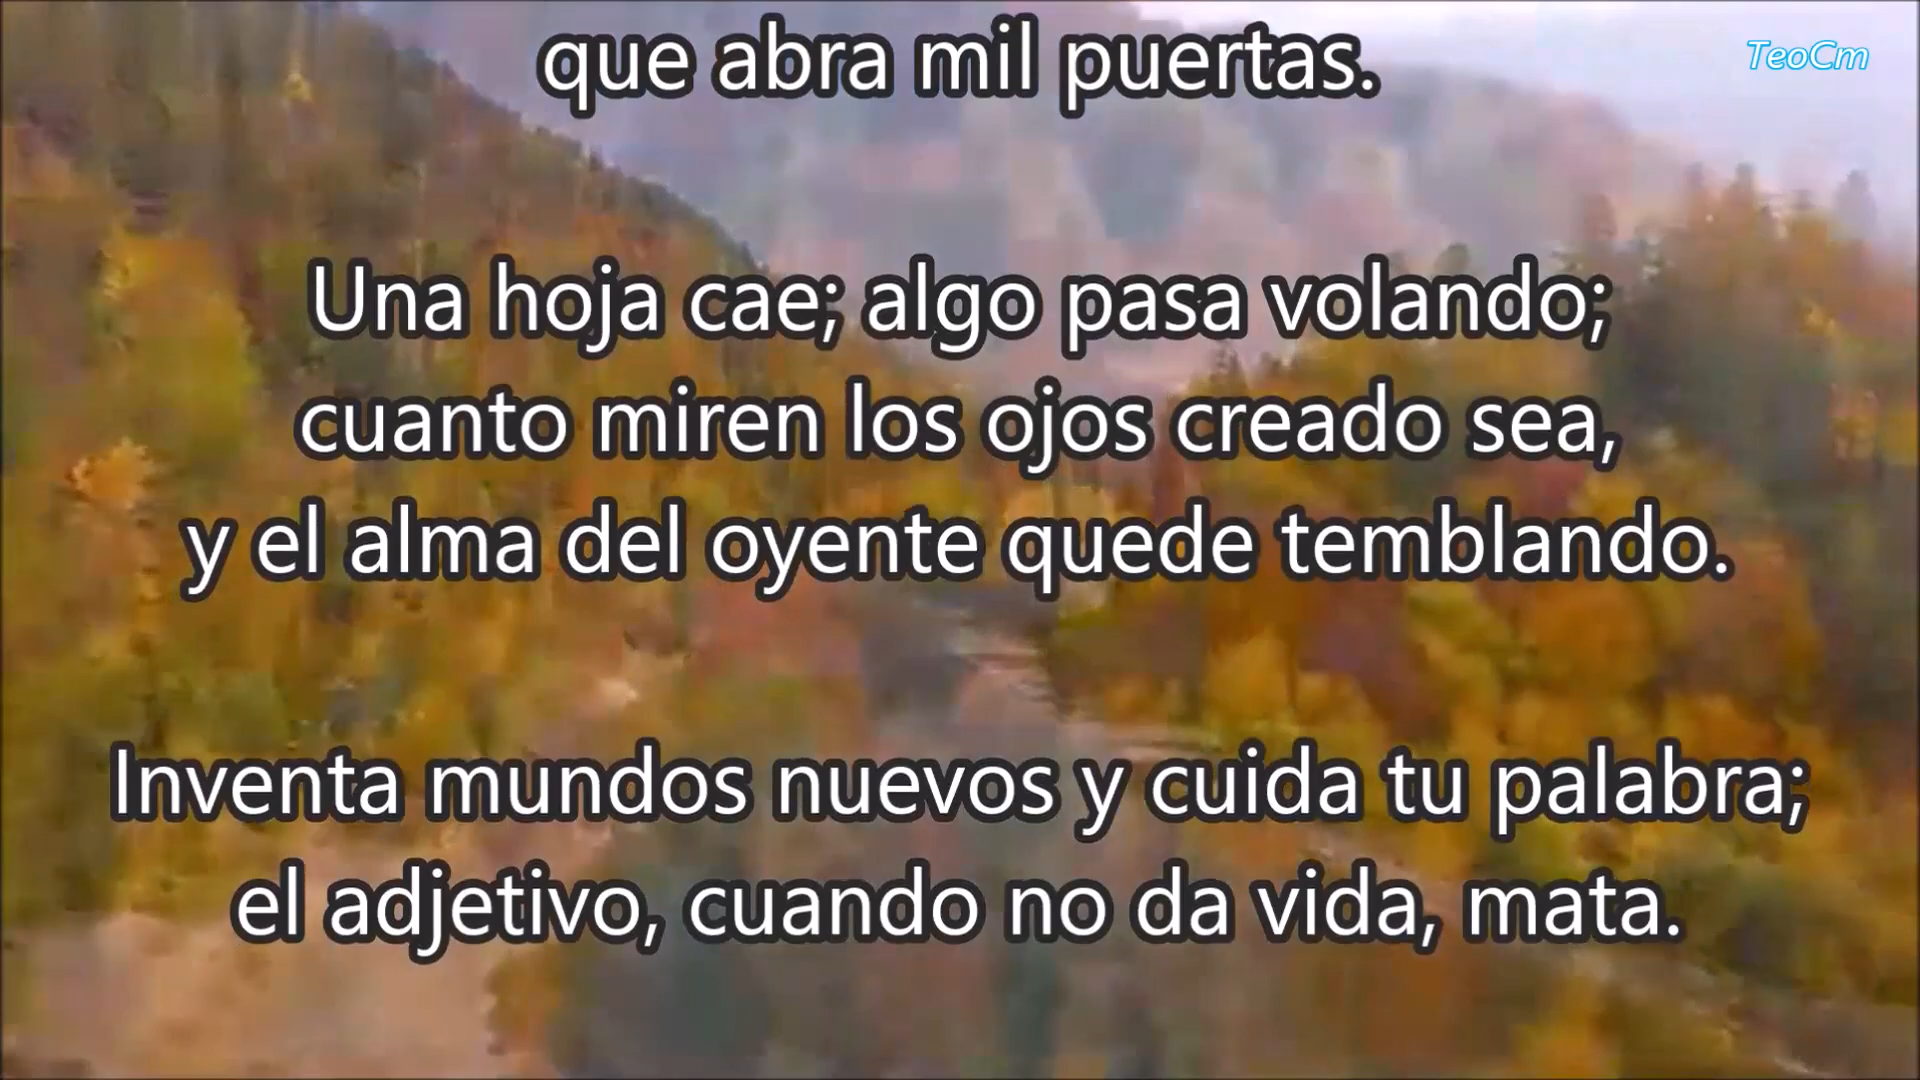 TeoCm
que abra mil puertas.
Una hoja cae; algo pasa volando;
cuanto miren los ojos creado sea,
y el alma del oyente quede temblando.
Inventa mundos nuevos y cuida tu palabra;
el adjetivo, cuando no da vida, mata.